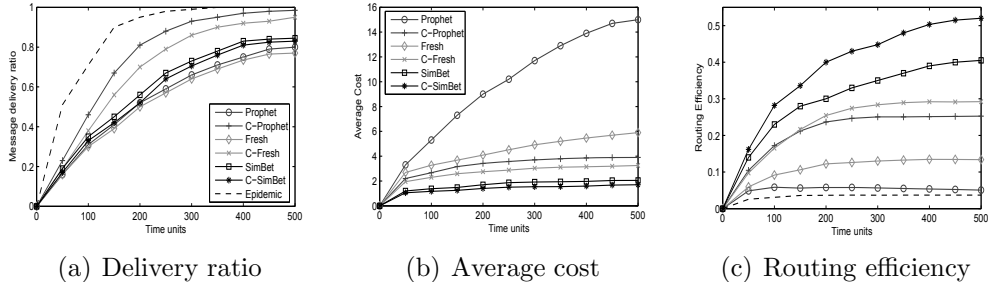 Message delivery ratio
1
0.8
0.6
0.4
0.2
0
0 100 200 300 400 500
Time units
Prophet
C-Prophet
Fresh
C-Fresh
SimBet
C-SimBet
Epidemic
(a) Delivery ratio
Average Cost
16
14
12
10
8
6
4
2
0
0 100 200 300 400 500
Time units
Prophet
C-Prophet
Fresh
C-Fresh
SimBet
C-SimBet
(b) Average cost
Routing Efficiency
0.5
0.4
0.3
0.2
0.1
0
0 100 200 300 400 500
Time units
(c) Routing efficiency